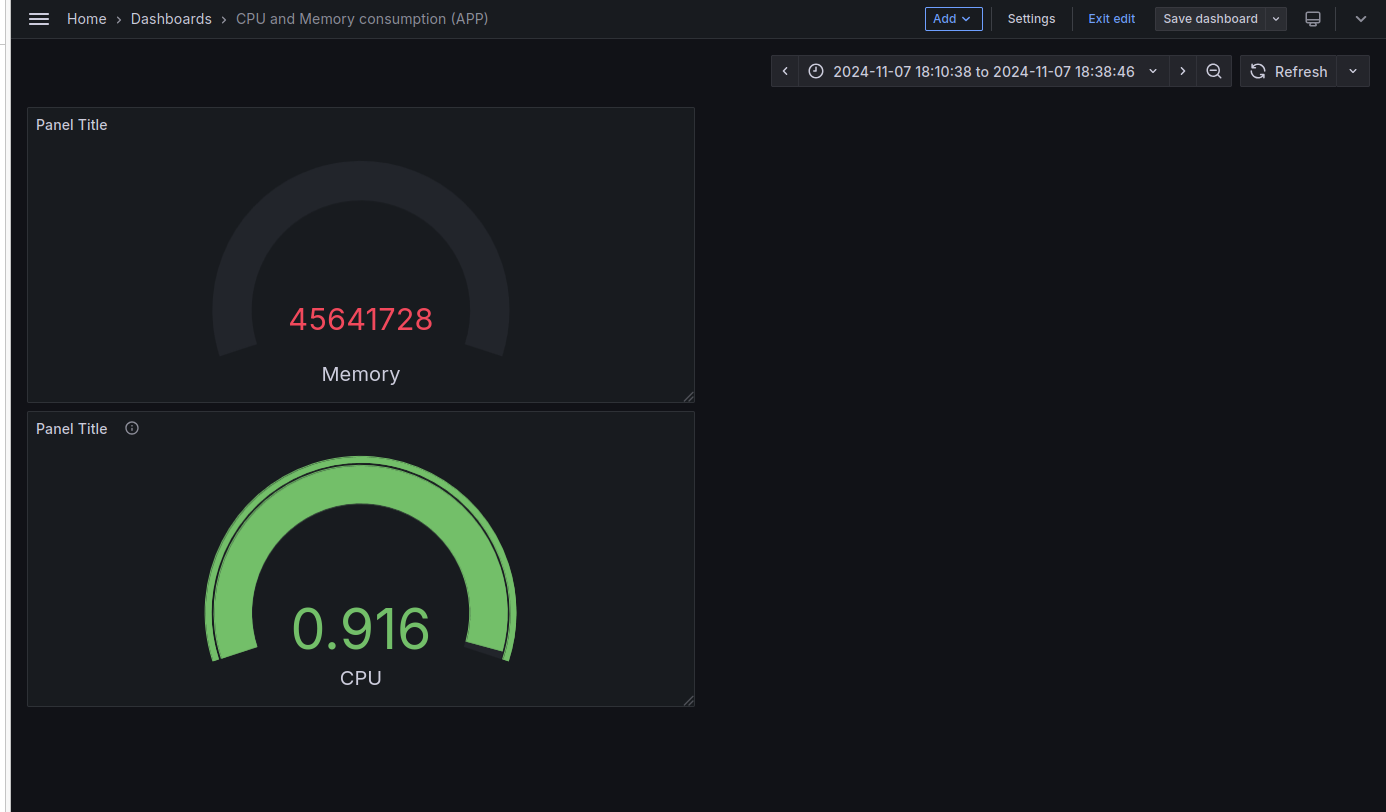 Home › Dashboards › CPU and Memory consumption (APP)
Add
Settings
Exit edit
Save dashboard
2024-11-07 18:10:38 to 2024-11-07 18:38:46
Refresh
Panel Title
45641728
Memory
Panel Title
0.916
CPU